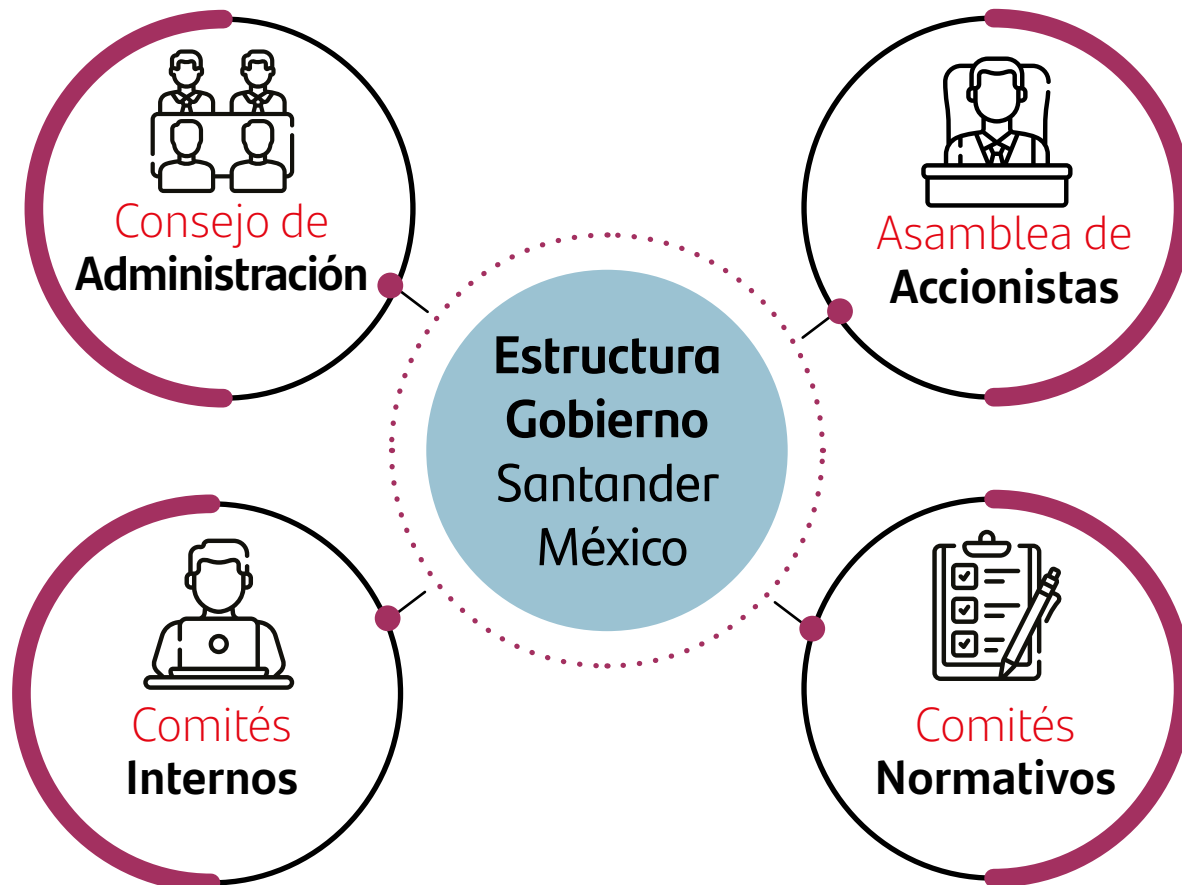 Consejo de
Administración
Asamblea de
Accionistas
Estructura
Gobierno
Santander
México
Comités
Internos
Comités
Normativos